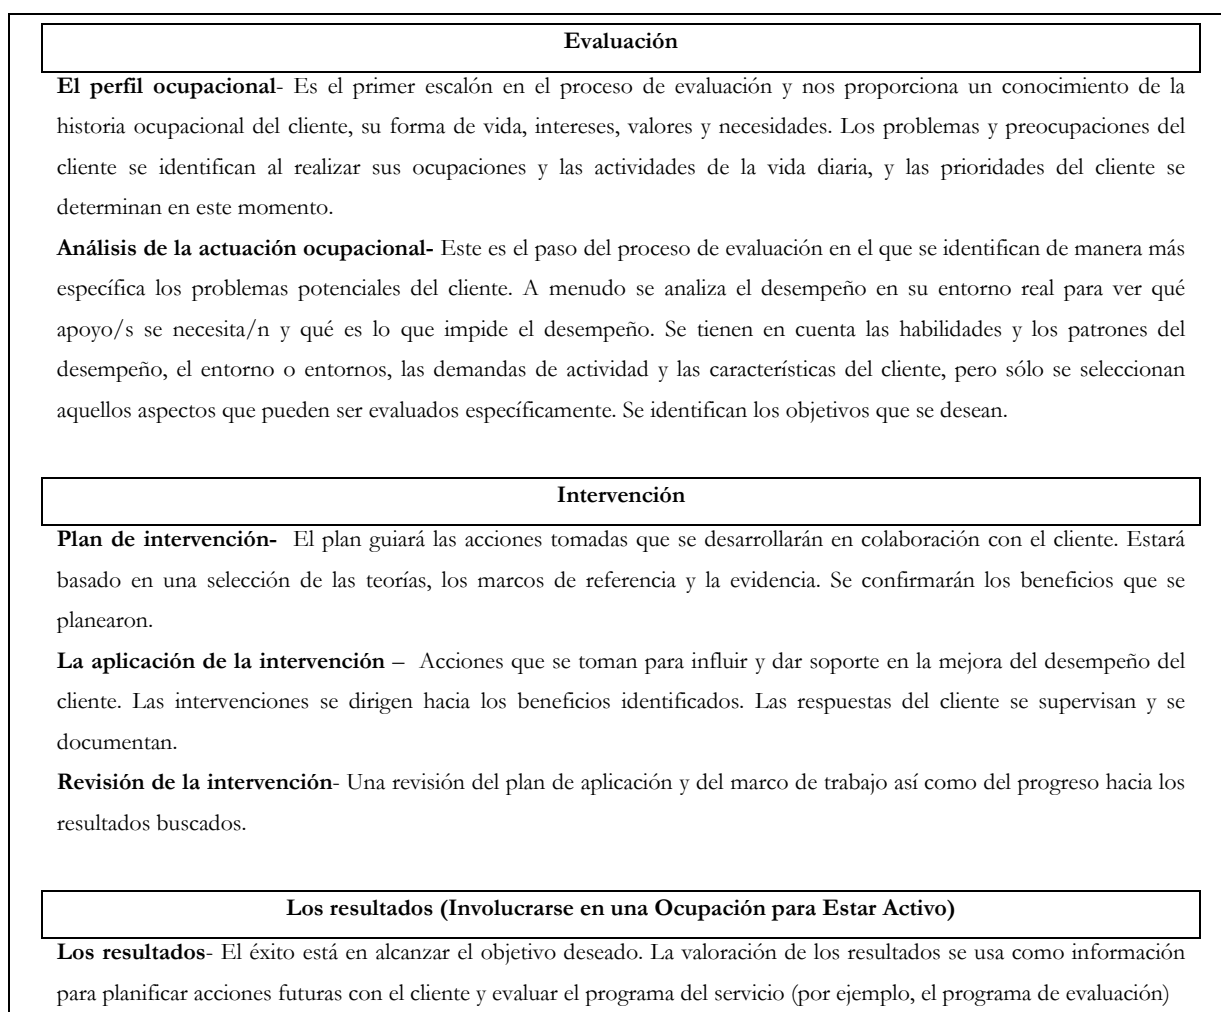 Evaluación
El perfil ocupacional- Es el primer escalón en el proceso de evaluación y nos proporciona un conocimiento de la
historia ocupacional del cliente, su forma de vida, intereses, valores y necesidades. Los problemas y preocupaciones del
cliente se identifican al realizar sus ocupaciones y las actividades de la vida diaria, y las prioridades del cliente se
determinan en este momento.
Análisis de la actuación ocupacional- Este es el paso del proceso de evaluación en el que se identifican de manera más
específica los problemas potenciales del cliente. A menudo se analiza el desempeño en su entorno real para ver qué
apoyo/s se necesita/n y qué es lo que impide el desempeño. Se tienen en cuenta las habilidades y los patrones del
desempeño, el entorno o entornos, las demandas de actividad y las características del cliente, pero sólo se seleccionan
aquellos aspectos que pueden ser evaluados específicamente. Se identifican los objetivos que se desean.
Intervención
Plan de intervención- El plan guiará las acciones tomadas que se desarrollarán en colaboración con el cliente. Estará
basado en una selección de las teorías, los marcos de referencia y la evidencia. Se confirmarán los beneficios que se
planearon.
La aplicación de la intervención – Acciones que se toman para influir y dar soporte en la mejora del desempeño del
cliente. Las intervenciones se dirigen hacia los beneficios identificados. Las respuestas del cliente se supervisan y se
documentan.
Revisión de la intervención- Una revisión del plan de aplicación y del marco de trabajo así como del progreso hacia los
resultados buscados.
Los resultados (Involucrarse en una Ocupación para Estar Activo)
Los resultados- El éxito está en alcanzar el objetivo deseado. La valoración de los resultados se usa como información
para planificar acciones futuras con el cliente y evaluar el programa del servicio (por ejemplo, el programa de evaluación)